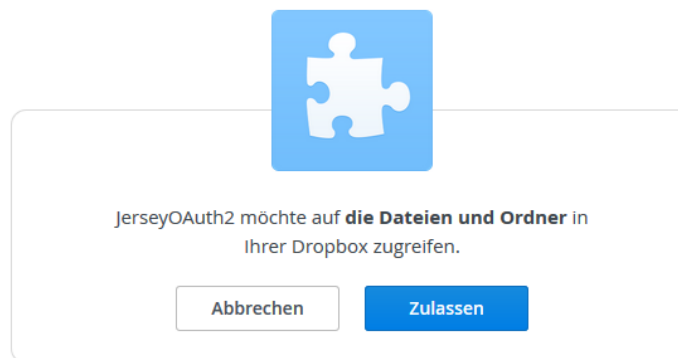 JerseyOAuth2 möchte auf die Dateien und Ordner in
Ihrer Dropbox zugreifen.
Abbrechen
Zulassen